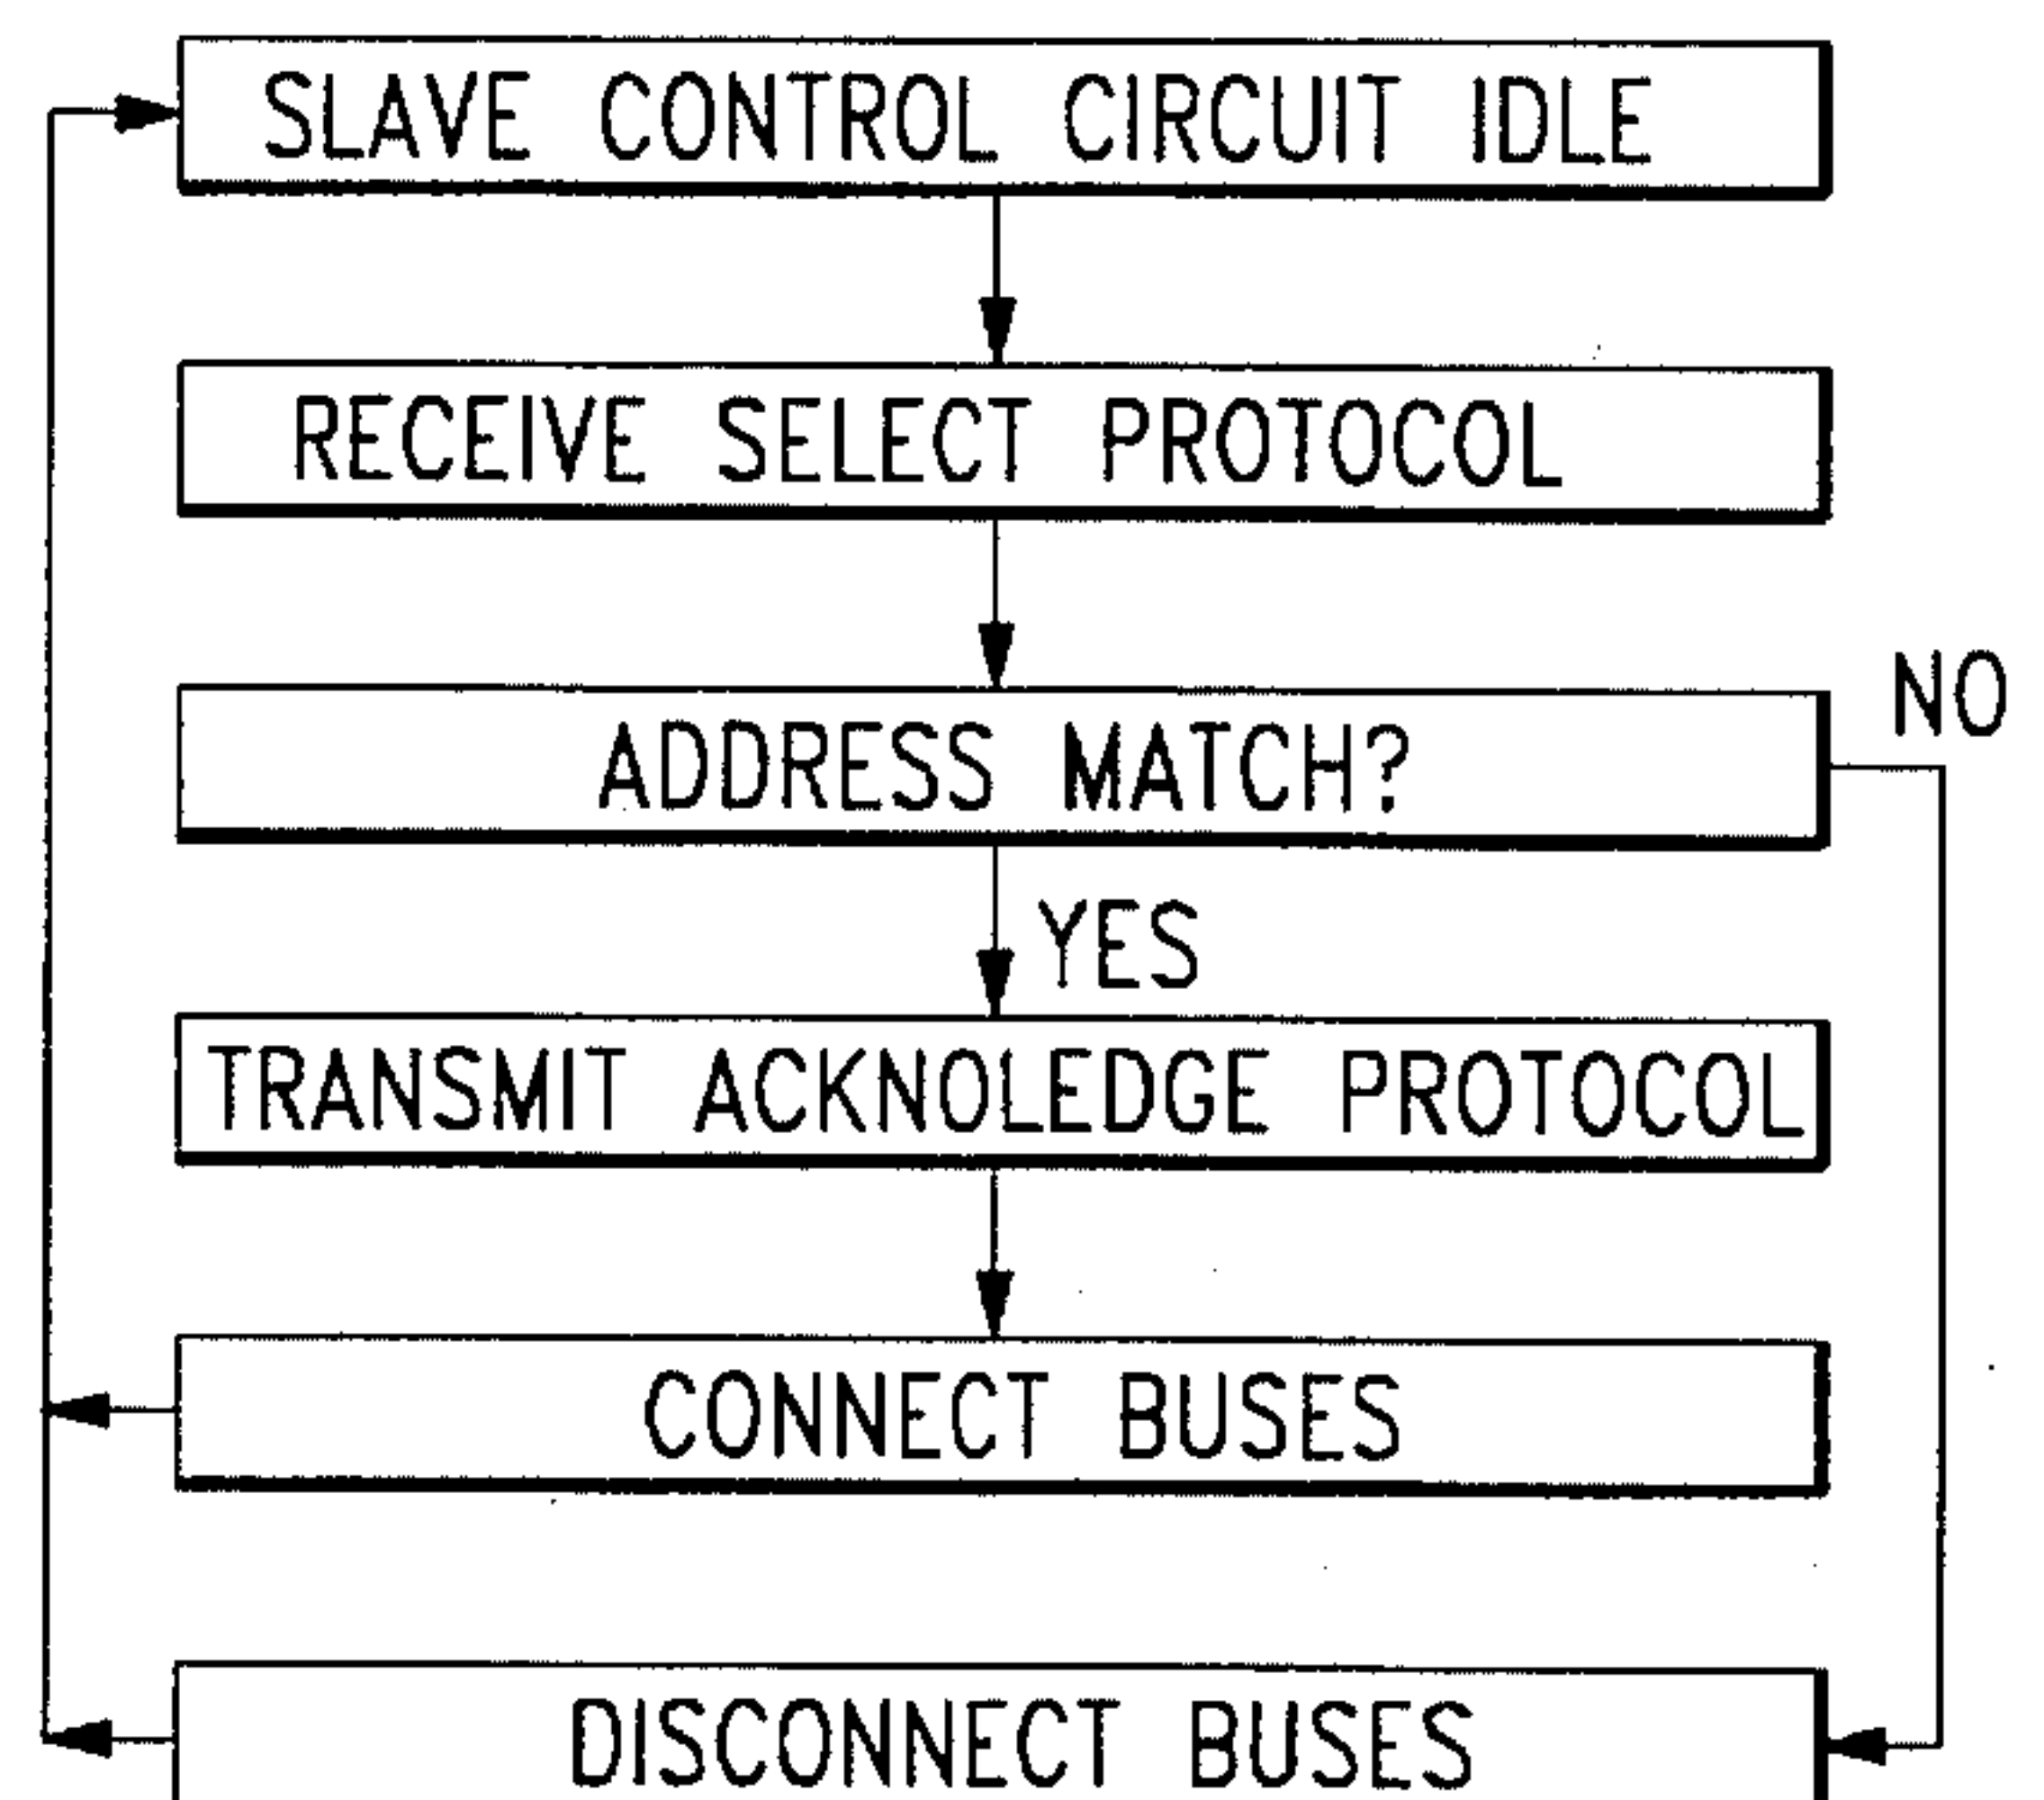 SLAVE CONTROL CIRCUIT IDLE
RECEIVE SELECT PROTOCOL
NO
ADDRESS MATCH?
YES
TRANSMIT ACKNOLEDGE PROTOCOL
CONNECT BUSES
DISCONNECT BUSES